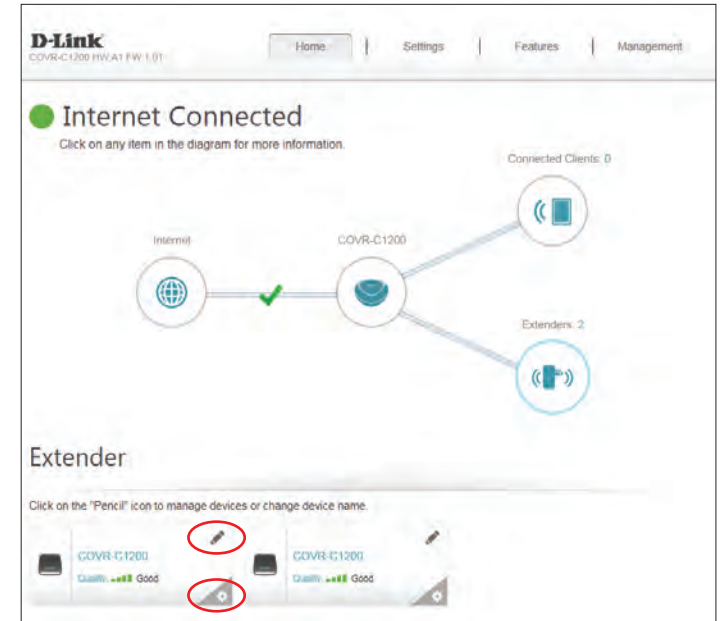 D-Link
COVR-C1200 HW:A1 FW:1.01
Home | Settings | Features | Management
Internet Connected
Click on any item in the diagram for more information.
Connected Clients: 0
Internet
COVR-C1200
Extenders: 2
Extender
Click on the "Pencil" icon to manage devices or change device name.
COVR-C1200
Quality: Good
COVR-C1200
Quality: Good